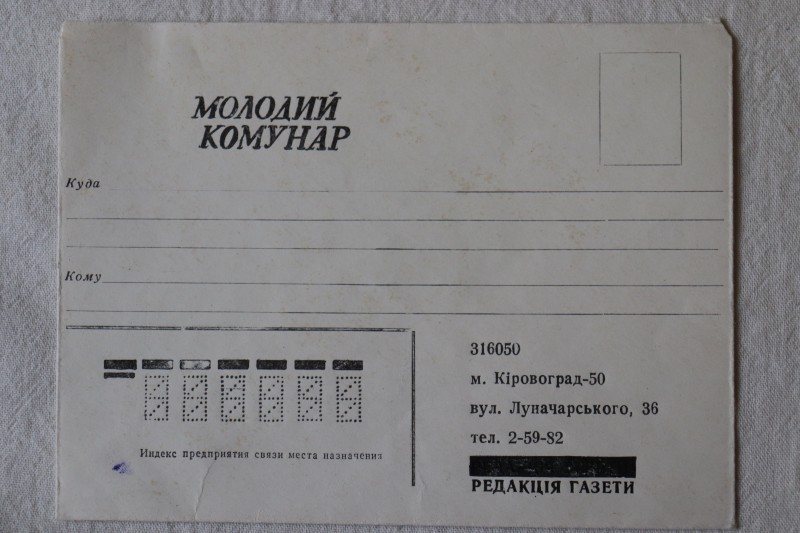 МОЛОДИЙ
КОМУНАР
Куда
Кому
316050
м. Кіровоград-50
вул. Луначарського, 36
тел. 2-59-82
РЕДАКЦІЯ ГАЗЕТИ
Индекс предприятия связи места назначения